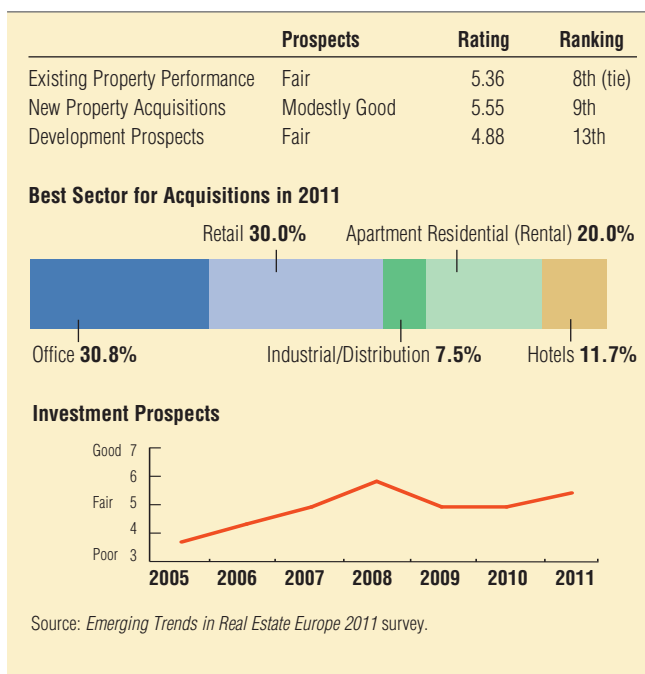 Prospects Rating Ranking
Existing Property Performance Fair 5.36 8th (tie)
New Property Acquisitions Modestly Good 5.55 9th
Development Prospects Fair 4.88 13th
Best Sector for Acquisitions in 2011
Retail 30.0% Apartment Residential (Rental) 20.0%
Office 30.8% Industrial/Distribution 7.5% Hotels 11.7%
Investment Prospects
Good 7
6
Fair 5
4
Poor 3
2005 2006 2007 2008 2009 2010 2011
Source: Emerging Trends in Real Estate Europe 2011 survey.